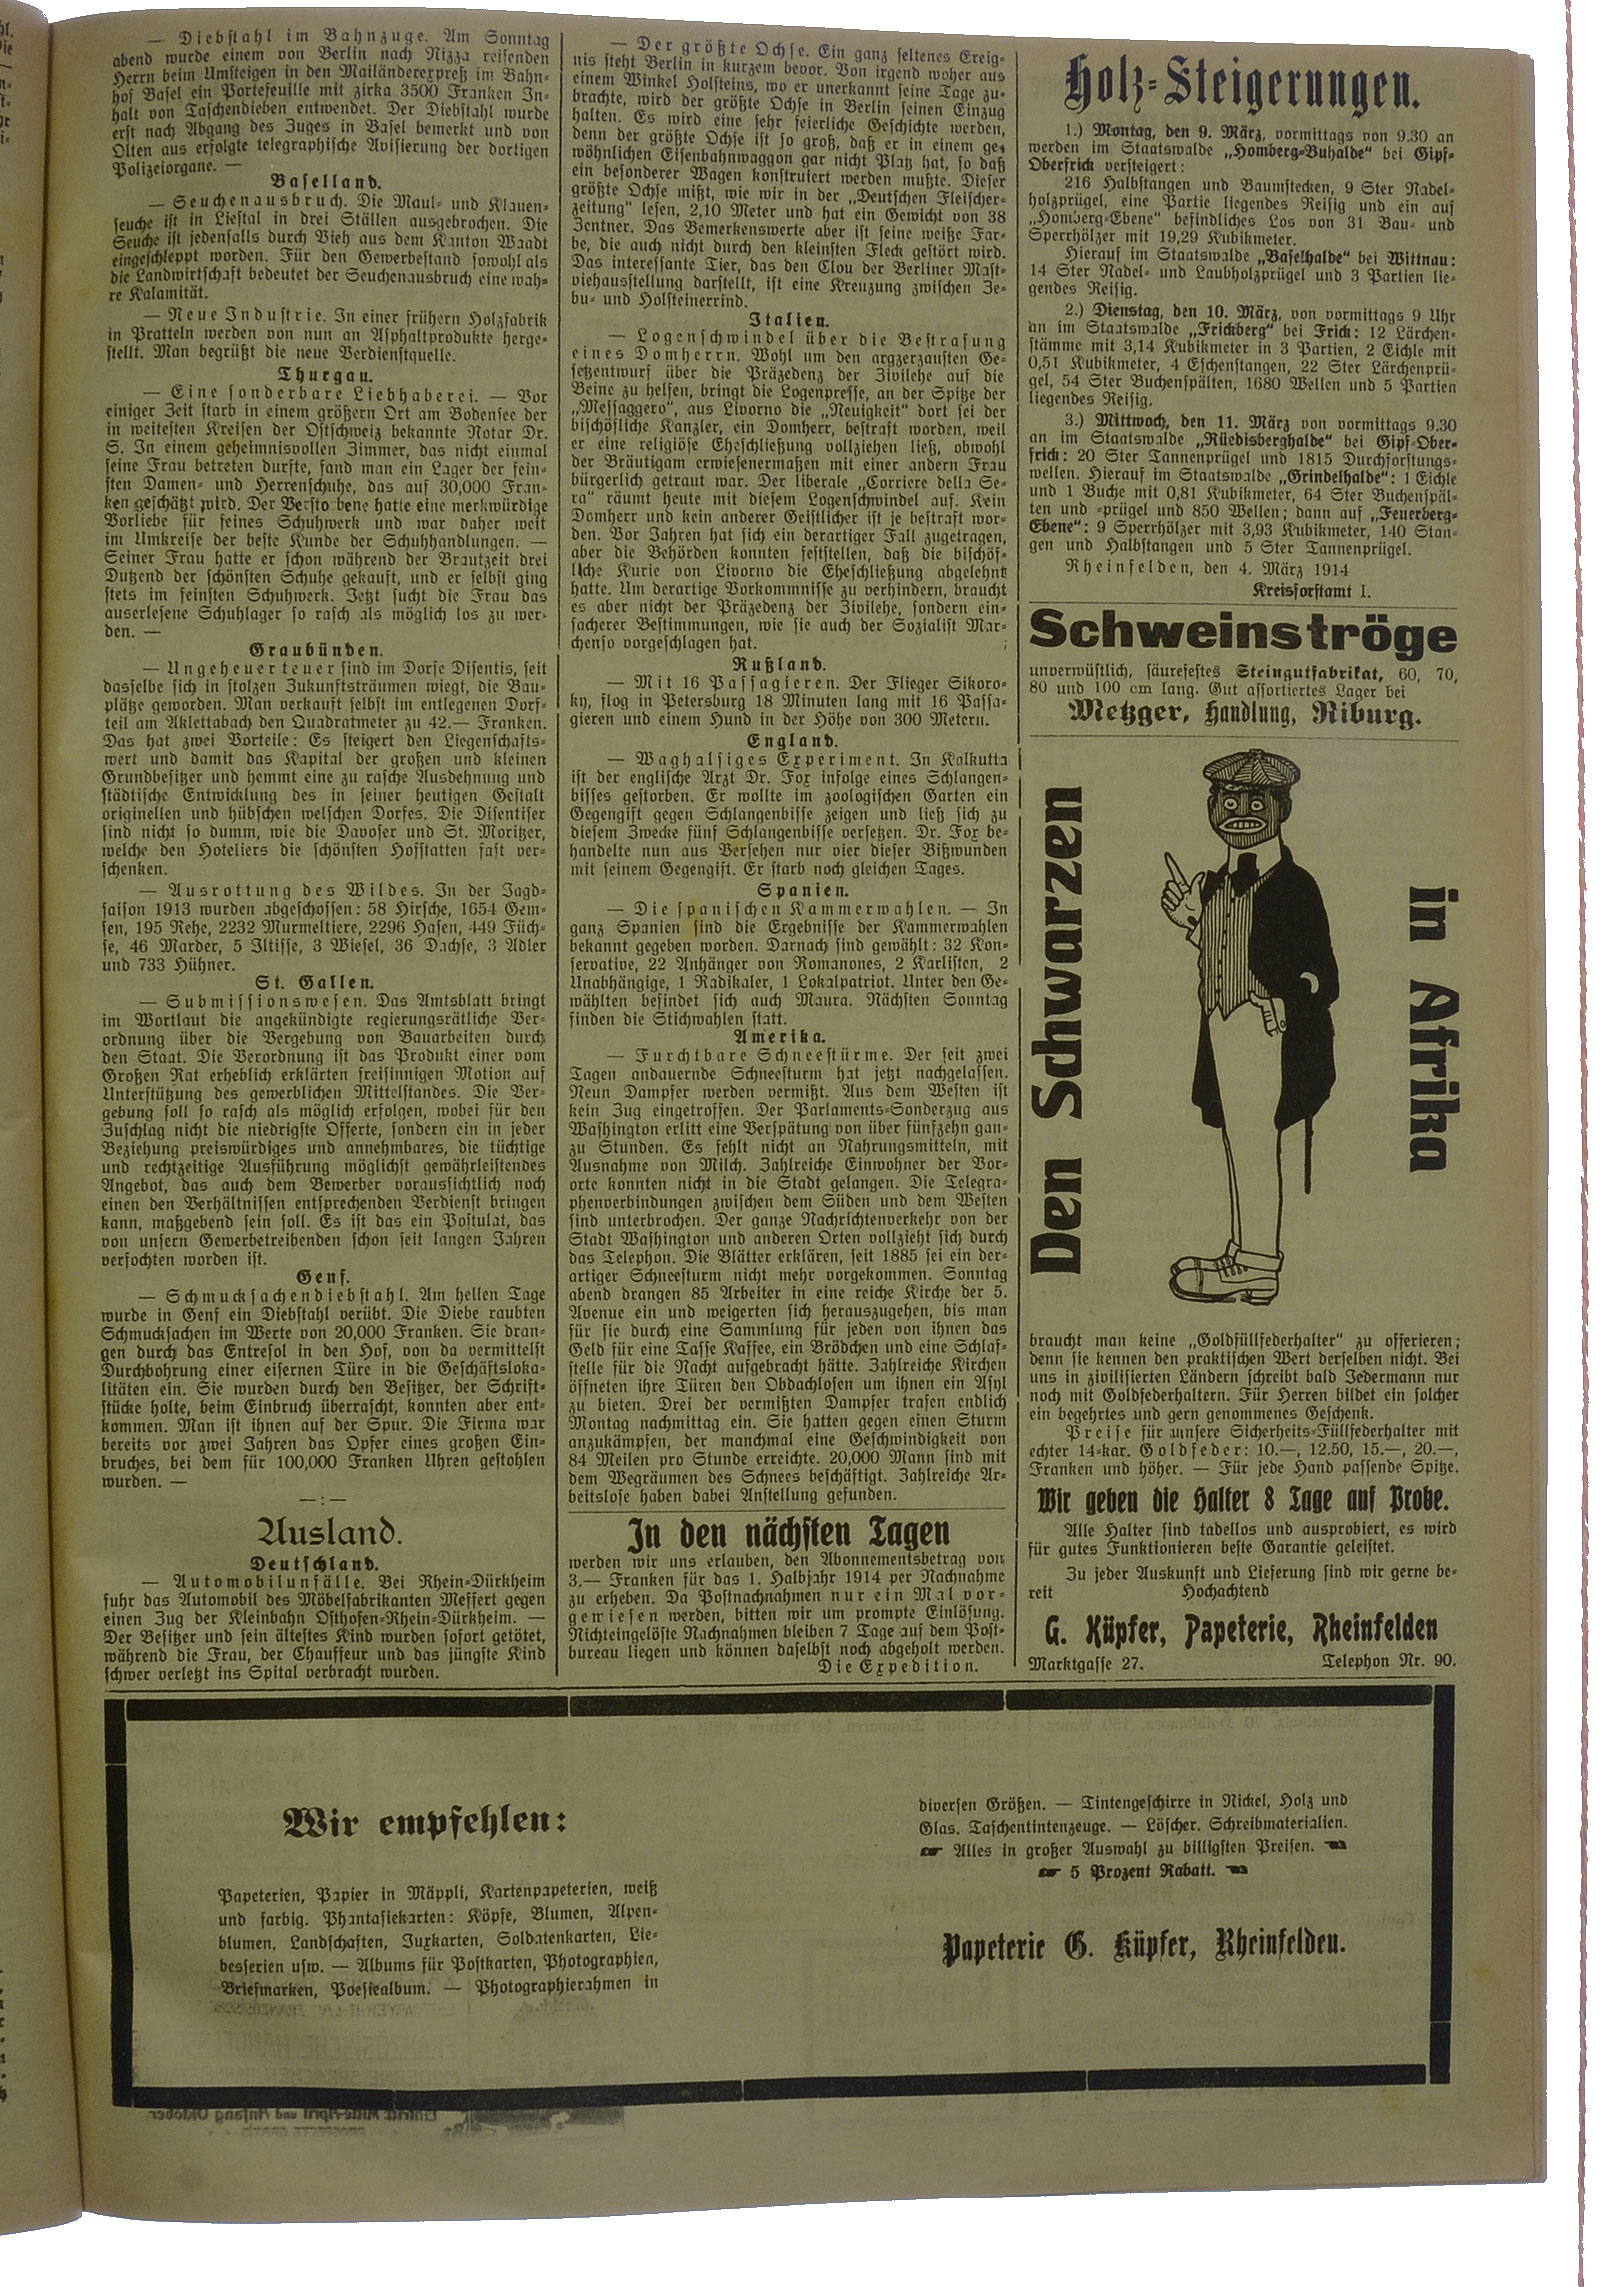 — Diebstahl im Bahnzuge. Am Sonntag
abend wurde einem von Berlin nach Nizza reisenden
Herrn beim Umsteigen in den Mailänderexpreß im Bahn-
hof Basel ein Portefeuille mit zirka 3500 Franken In-
halt von Taschendieben entwendet. Der Diebstahl wurde
erst nach Abgang des Zuges in Basel bemerkt und von
Olten aus erfolgte telegraphische Avisierung der dortigen
Polizeiorgane. —
Baselland.
— Seuchenausbruch. Die Maul- und Klauen-
seuche ist in Liestal in drei Ställen ausgebrochen. Die
Seuche ist jedenfalls durch Vieh aus dem Kanton Waadt
eingeschleppt worden. Für den Gewerbestand sowohl als
die Landwirtschaft bedeutet der Seuchenausbruch eine wah-
re Kalamität.
— Neue Industrie. In einer frühern Holzfabrik
in Pratteln werden von nun an Asphaltprodukte herge-
stellt. Man begrüßt die neue Verdienstquelle.
Thurgau.
— Eine sonderbare Liebhaberei. — Vor
einiger Zeit starb in einem größern Ort am Bodensee der
in weitesten Kreisen der Ostschweiz bekannte Notar Dr.
S. In einem geheimnisvollen Zimmer, das nicht einmal
seine Frau betreten durfte, fand man ein Lager der fein-
sten Damen- und Herrenschuhe, das auf 30,000 Fran-
ken geschätzt wird. Der Versto bene hatte eine merkwürdige
Vorliebe für feines Schuhwerk und war daher weit
im Umkreise der beste Kunde der Schuhhandlungen. —
Seiner Frau hatte er schon während der Brautzeit drei
Dutzend der schönsten Schuhe gekauft, und er selbst ging
stets im feinsten Schuhwerk. Jetzt sucht die Frau das
auserlesene Schuhlager so rasch als möglich los zu wer-
den. —
Graubünden.
— Ungeheuer teuer sind im Dorfe Disentis, seit
dasselbe sich in stolzen Zukunftsträumen wiegt, die Bau-
plätze geworden. Man verkauft selbst im entlegenen Dorf-
teil am Aklettabach den Quadratmeter zu 42.— Franken.
Das hat zwei Vorteile: Es steigert den Liegenschafts-
wert und damit das Kapital der großen und kleinen
Grundbesitzer und hemmt eine zu rasche Ausdehnung und
städtische Entwicklung des in seiner heutigen Gestalt
originellen und hübschen welschen Dorfes. Die Disentiser
sind nicht so dumm, wie die Davoser und St. Moritzer,
welche den Hoteliers die schönsten Hofstatten fast ver-
schenken.
— Ausrottung des Wildes. In der Jagd-
saison 1913 wurden abgeschossen: 58 Hirsche, 1654 Gem-
sen, 195 Rehe, 2232 Murmeltiere, 2296 Hasen, 449 Füch-
se, 46 Marder, 5 Iltisse, 3 Wiesel, 36 Dachse, 3 Adler
und 733 Hühner.
St. Gallen.
— Submissionswesen. Das Amtsblatt bringt
im Wortlaut die angekündigte regierungsrätliche Ver-
ordnung über die Vergebung von Bauarbeiten durch
den Staat. Die Verordnung ist das Produkt einer vom
Großen Rat erheblich erklärten freisinnigen Motion auf
Unterstützung des gewerblichen Mittelstandes. Die Ver-
gebung soll so rasch als möglich erfolgen, wobei für den
Zuschlag nicht die niedrigste Offerte, sondern ein in jeder
Beziehung preiswürdiges und annehmbares, die tüchtige
und rechtzeitige Ausführung möglichst gewährleistendes
Angebot, das auch dem Bewerber voraussichtlich noch
einen den Verhältnissen entsprechenden Verdienst bringen
kann, maßgebend sein soll. Es ist das ein Postulat, das
von unsern Gewerbetreibenden schon seit langen Jahren
verfochten worden ist.
Genf.
— Schmucksachendiebstahl. Am hellen Tage
wurde in Genf ein Diebstahl verübt. Die Diebe raubten
Schmucksachen im Werte von 20,000 Franken. Sie dran-
gen durch das Entresol in den Hof, von da vermittelst
Durchbohrung einer eisernen Türe in die Geschäftsloka-
litäten ein. Sie wurden durch den Besitzer, der Schrift-
stücke holte, beim Einbruch überrascht, konnten aber ent-
kommen. Man ist ihnen auf der Spur. Die Firma war
bereits vor zwei Jahren das Opfer eines großen Ein-
bruches, bei dem für 100,000 Franken Uhren gestohlen
wurden. —
—:—
Ausland.
Deutschland.
— Automobilunfälle. Bei Rhein-Dürkheim
fuhr das Automobil des Möbelfabrikanten Messert gegen
einen Zug der Kleinbahn Osthofen-Rhein-Dürkheim. —
Der Besitzer und sein ältestes Kind wurden sofort getötet,
während die Frau, der Chauffeur und das jüngste Kind
schwer verletzt ins Spital verbracht wurden.
— Der größte Ochse. Ein ganz seltenes Ereig-
nis steht Berlin in kurzem bevor. Von irgend woher aus
einem Winkel Holsteins, wo er unerkannt seine Tage zu-
brachte, wird der größte Ochse in Berlin seinen Einzug
halten. Es wird eine sehr feierliche Geschichte werden,
denn der größte Ochse ist so groß, daß er in einem ge-
wöhnlichen Eisenbahnwaggon gar nicht Platz hat, so daß
ein besonderer Wagen konstruiert werden mußte. Dieser
größte Ochse mißt, wie wir in der „Deutschen Fleischer-
zeitung“ lesen, 2,10 Meter und hat ein Gewicht von 38
Zentner. Das Bemerkenswerte aber ist seine weiße Far-
be, die auch nicht durch den kleinsten Fleck gestört wird.
Das interessante Tier, das den Clou der Berliner Mast-
viehausstellung darstellt, ist eine Kreuzung zwischen Ze-
bu- und Holsteinerrind.
Italien.
— Logenschwindel über die Bestrafung
eines Domherrn. Wohl um den argzerzausten Ge-
setzentwurf über die Präzedenz der Zivilehe auf die
Beine zu helfen, bringt die Logenpresse, an der Spitze der
„Messaggero“, aus Livorno die „Neuigkeit“ dort sei der
bischöfliche Kanzler, ein Domherr, bestraft worden, weil
er eine religiöse Eheschließung vollziehen ließ, obwohl
der Bräutigam erwiesenermaßen mit einer andern Frau
bürgerlich getraut war. Der liberale „Corriere della Se-
ra“ räumt heute mit diesem Logenschwindel auf. Kein
Domherr und kein anderer Geistlicher ist je bestraft wor-
den. Vor Jahren hat sich ein derartiger Fall zugetragen,
aber die Behörden konnten feststellen, daß die bischöf-
liche Kurie von Livorno die Eheschließung abgelehnt
hatte. Um derartige Vorkommnisse zu verhindern, braucht
es aber nicht der Präzedenz der Zivilehe, sondern ein-
facherer Bestimmungen, wie sie auch der Sozialist Mar-
chenso vorgeschlagen hat.
Rußland.
— Mit 16 Passagieren. Der Flieger Sikoro-
ky, flog in Petersburg 18 Minuten lang mit 16 Passa-
gieren und einem Hund in der Höhe von 300 Metern.
England.
— Waghalsiges Experiment. In Kalkutta
ist der englische Arzt Dr. Fox infolge eines Schlangen-
bisses gestorben. Er wollte im zoologischen Garten ein
Gegengift gegen Schlangenbisse zeigen und ließ sich zu
diesem Zwecke fünf Schlangenbisse versetzen. Dr. Fox be-
handelte nun aus Versehen nur vier dieser Bißwunden
mit seinem Gegengift. Er starb noch gleichen Tages.
Spanien.
— Die spanischen Kammerwahlen. — In
ganz Spanien sind die Ergebnisse der Kammerwahlen
bekannt gegeben worden. Darnach sind gewählt: 32 Kon-
servative, 22 Anhänger von Romanones, 2 Karlisten, 2
Unabhängige, 1 Radikaler, 1 Lokalpatriot. Unter den Ge-
wählten befindet sich auch Maura. Nächsten Sonntag
finden die Stichwahlen statt.
Amerika.
— Furchtbare Schneestürme. Der seit zwei
Tagen andauernde Schneesturm hat jetzt nachgelassen.
Neun Dampfer werden vermißt. Aus dem Westen ist
kein Zug eingetroffen. Der Parlaments-Sonderzug aus
Washington erlitt eine Verspätung von über fünfzehn gan-
zu Stunden. Es fehlt nicht an Nahrungsmitteln, mit
Ausnahme von Milch. Zahlreiche Einwohner der Vor-
orte konnten nicht in die Stadt gelangen. Die Telegra-
phenverbindungen zwischen dem Süden und dem Westen
sind unterbrochen. Der ganze Nachrichtenverkehr von der
Stadt Washington und anderen Orten vollzieht sich durch
das Telephon. Die Blätter erklären, seit 1885 sei ein der-
artiger Schneesturm nicht mehr vorgekommen. Sonntag
abend drangen 85 Arbeiter in eine reiche Kirche der 5.
Avenue ein und weigerten sich herauszugehen, bis man
für sie durch eine Sammlung für jeden von ihnen das
Geld für eine Tasse Kaffee, ein Brödchen und eine Schlaf-
stelle für die Nacht aufgebracht hätte. Zahlreiche Kirchen
öffneten ihre Türen den Obdachlosen um ihnen ein Asyl
zu bieten. Drei der vermißten Dampfer trafen endlich
Montag nachmittag ein. Sie hatten gegen einen Sturm
anzukämpfen, der manchmal eine Geschwindigkeit von
84 Meilen pro Stunde erreichte. 20,000 Mann sind mit
dem Wegräumen des Schnees beschäftigt. Zahlreiche Ar-
beitslose haben dabei Anstellung gefunden.
In den nächsten Tagen
werden wir uns erlauben, den Abonnementsbetrag von
3.— Franken für das 1. Halbjahr 1914 per Nachnahme
zu erheben. Da Postnachnahmen nur ein Mal vor-
gewiesen werden, bitten wir um prompte Einlösung.
Nichteingelöste Nachnahmen bleiben 7 Tage auf dem Post-
bureau liegen und können daselbst noch abgeholt werden.
Die Expedition.
Holz-Steigerungen.
1.) Montag, den 9. März, vormittags von 9.30 an
werden im Staatswalde „Homberg-Buhalde“ bei Gipf-
Oberfrick versteigert:
216 Halbstangen und Baumstecken, 9 Ster Nadel-
holzprügel, eine Partie liegendes Reisig und ein auf
„Homberg-Ebene“ befindliches Los von 31 Bau- und
Sperrhölzer mit 19,29 Kubikmeter.
Hierauf im Staatswalde „Baselhalde“ bei Wittnau:
14 Ster Nadel- und Laubholzprügel und 3 Partien lie-
gendes Reisig.
2.) Dienstag, den 10. März, von vormittags 9 Uhr
an im Staatswalde „Frickberg“ bei Frick: 12 Lärchen-
stämme mit 3,14 Kubikmeter in 3 Partien, 2 Eichle mit
0,51 Kubikmeter, 4 Eschenstangen, 22 Ster Lärchenprü-
gel, 54 Ster Buchenspälten, 1680 Wellen und 5 Partien
liegendes Reisig.
3.) Mittwoch, den 11. März von vormittags 9.30
an im Staatswalde „Rüedisberghalde“ bei Gipf-Ober-
frick: 20 Ster Tannenprügel und 1815 Durchforstungs-
wellen. Hierauf im Staatswalde „Grindelhalde“: 1 Eichle
und 1 Buche mit 0,81 Kubikmeter, 64 Ster Buchenspäl-
ten und -prügel und 850 Wellen; dann auf „Feuerberg-
Ebene“: 9 Sperrhölzer mit 3,93 Kubikmeter, 140 Stan-
gen und Halbstangen und 5 Ster Tannenprügel.
Rheinfelden, den 4. März 1914
Kreisforstamt I.
Schweinströge
unverwüstlich, säurefestes Steingutfabrikat, 60, 70,
80 und 100 cm lang. Gut assortiertes Lager bei
Metzger, Handlung, Riburg.
Den Schwarzen
in Afrika
braucht man keine „Goldfüllfederhalter“ zu offerieren;
denn sie kennen den praktischen Wert derselben nicht. Bei
uns in zivilisierten Ländern schreibt bald Jedermann nur
noch mit Goldfederhaltern. Für Herren bildet ein solcher
ein begehrtes und gern genommenes Geschenk.
Preise für unsere Sicherheits-Füllfederhalter mit
echter 14-kar. Goldfeder: 10.—, 12.50, 15.—, 20.—,
Franken und höher. — Für jede Hand passende Spitze.
Wir geben die Halter 8 Tage auf Probe.
Alle Halter sind tadellos und ausprobiert, es wird
für gutes Funktionieren beste Garantie geleistet.
Zu jeder Auskunft und Lieferung sind wir gerne be-
reit Hochachtend
G. Küpfer, Papeterie, Rheinfelden
Marktgasse 27. Telephon Nr. 90.
Wir empfehlen:
Papeterien, Papier in Mäppli, Kartenpapeterien, weiß
und farbig. Phantasiekarten: Köpfe, Blumen, Alpen-
blumen, Landschaften, Juxkarten, Soldatenkarten, Lie-
besserien usw. — Albums für Postkarten, Photographien,
Briefmarken, Poesiealbum. — Photographierahmen in
diversen Größen. — Tintengeschirre in Nickel, Holz und
Glas. Taschentintenzeuge. — Löscher. Schreibmaterialien.
☛ Alles in großer Auswahl zu billigsten Preisen. ☚
☛ 5 Prozent Rabatt. ☚
Papeterie G. Küpfer, Rheinfelden.